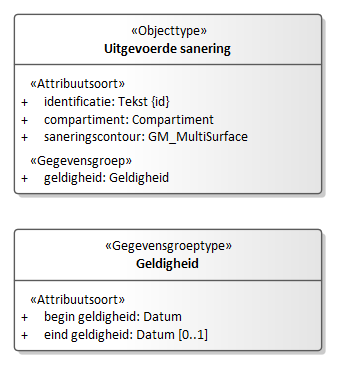 «Objecttype»
Uitgevoerde sanering
«Attribuutsoort»
+ identificatie: Tekst {id}
+ compartiment: Compartiment
+ saneringscontour: GM_MultiSurface
«Gegevensgroep»
+ geldigheid: Geldigheid
«Gegevensgroeptype»
Geldigheid
«Attribuutsoort»
+ begin geldigheid: Datum
+ eind geldigheid: Datum [0..1]